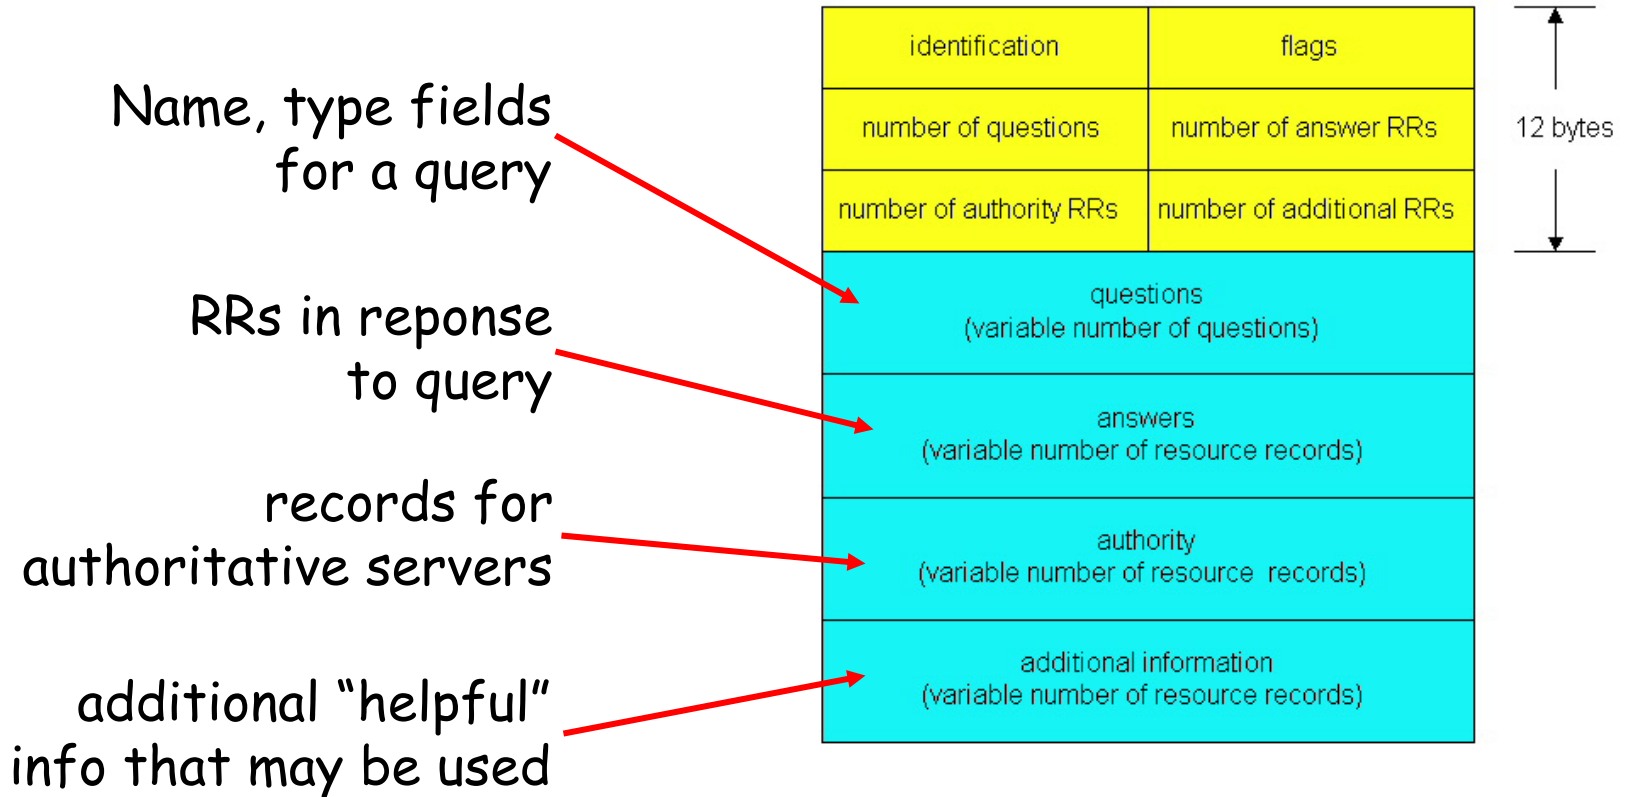 Name, type fields
for a query
RRs in reponse
to query
records for
authoritative servers
additional “helpful”
info that may be used
identification
flags
number of questions
number of answer RRs
number of authority RRs
number of additional RRs
12 bytes
questions
(variable number of questions)
answers
(variable number of resource records)
authority
(variable number of resource records)
additional information
(variable number of resource records)